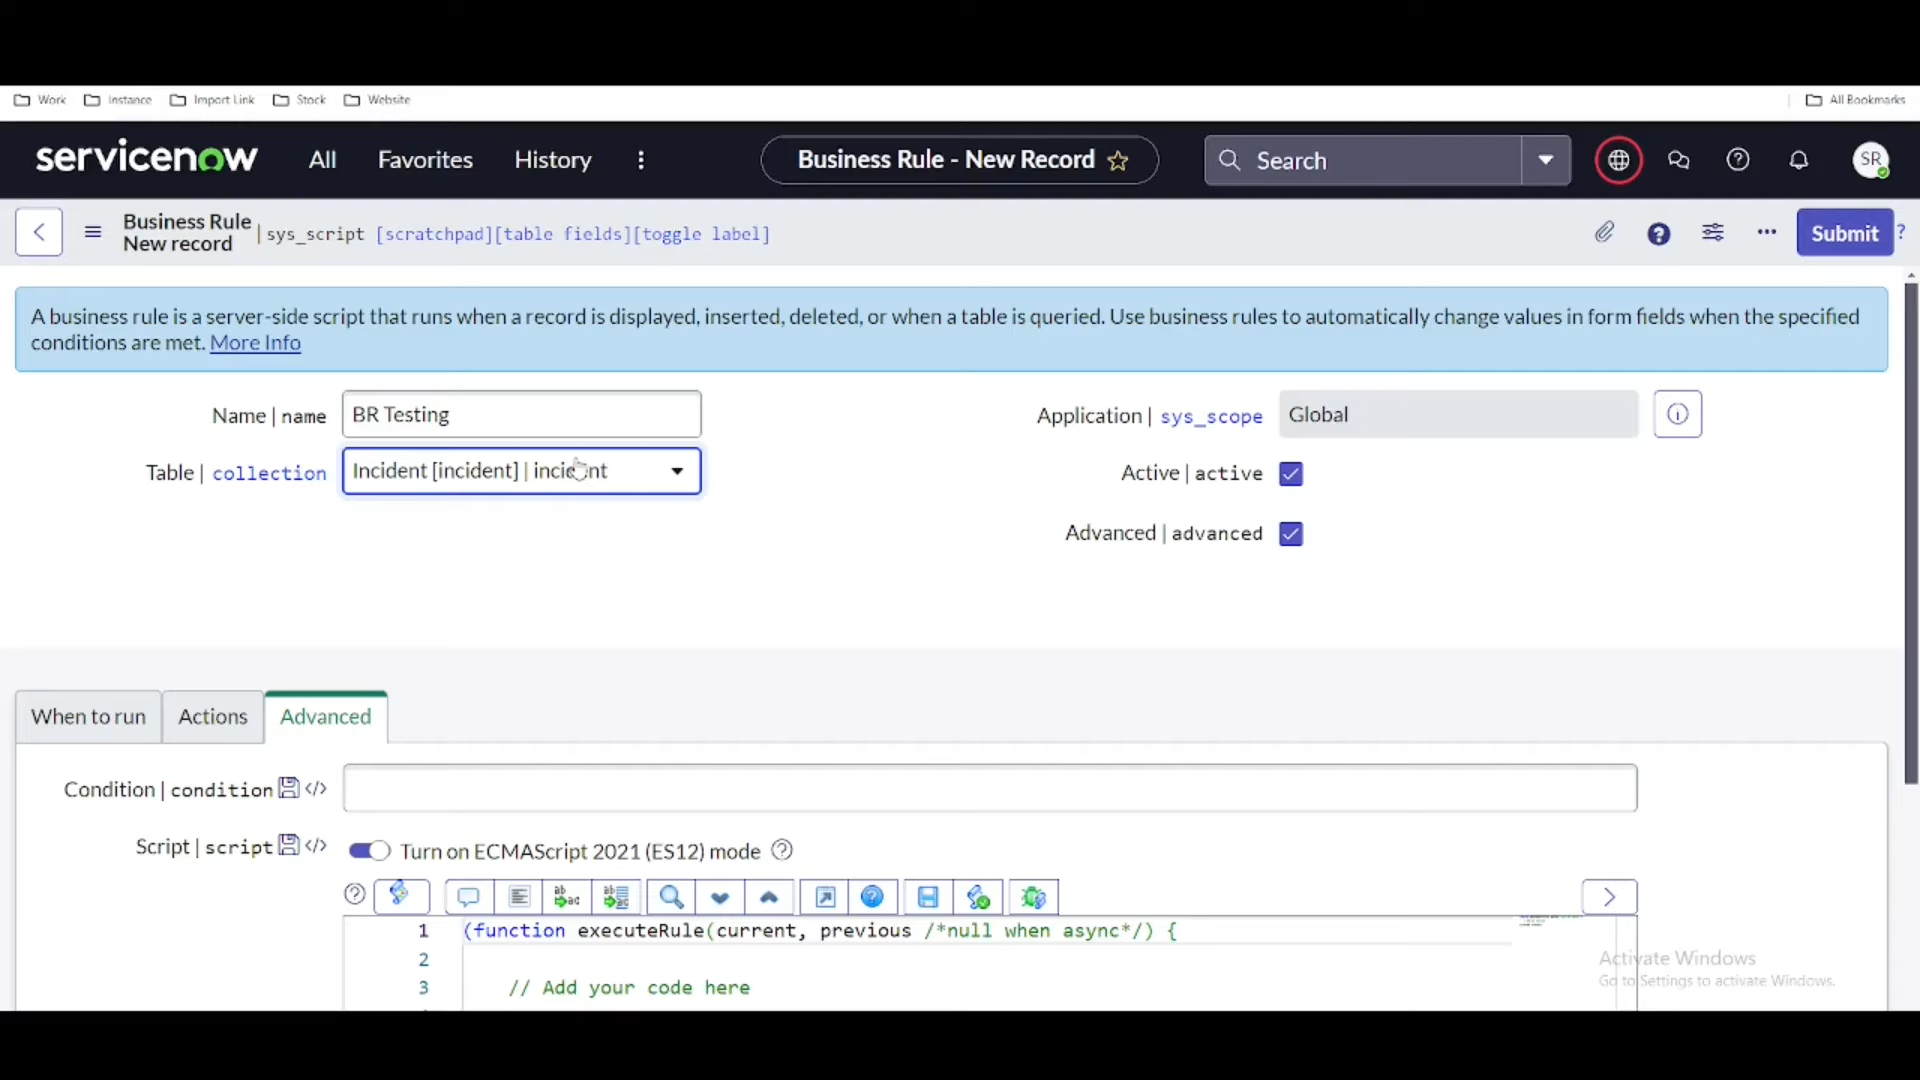 Work Instance Import Link Stock Website All Bookmarks
servicenow All Favorites History Business Rule - New Record Search SR
Business Rule
New record | sys_script [scratchpad][table fields][toggle label] Submit ?
A business rule is a server-side script that runs when a record is displayed, inserted, deleted, or when a table is queried. Use business rules to automatically change values in form fields when the specified
conditions are met. More Info
Name | name BR Testing Application | sys_scope Global
Table | collection Incident [incident] | incident Active | active
Advanced | advanced
When to run Actions Advanced
Condition | condition </>
Script | script </> Turn on ECMAScript 2021 (ES12) mode
1 (function executeRule(current, previous /*null when async*/) {
2
3 // Add your code here
Activate Windows
Go to Settings to activate Windows.